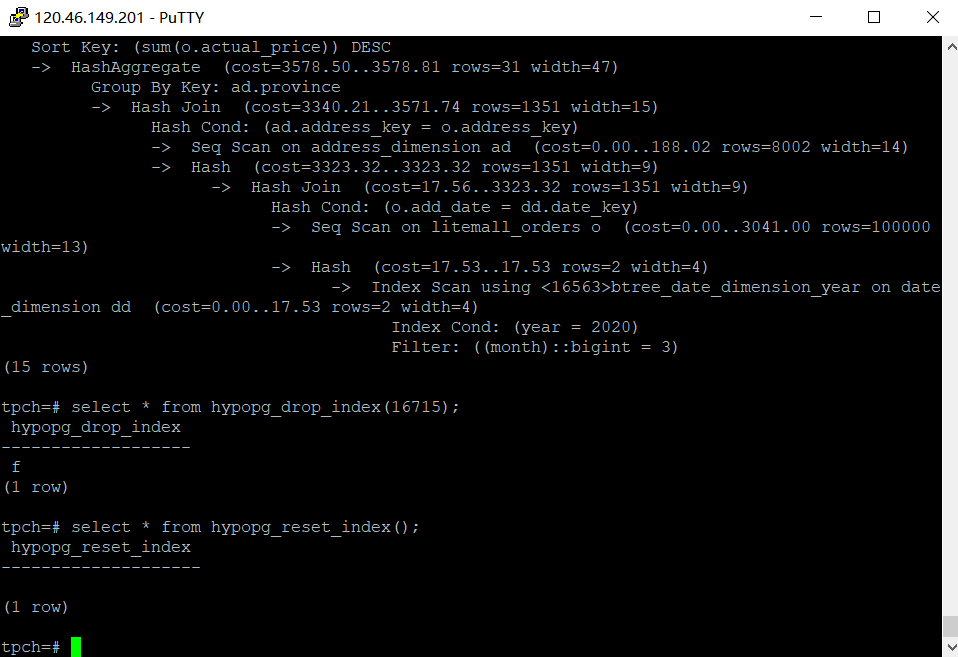 120.46.149.201 - PuTTY
Sort Key: (sum(o.actual_price)) DESC
->  HashAggregate  (cost=3578.50..3578.81 rows=31 width=47)
Group By Key: ad.province
->  Hash Join  (cost=3340.21..3571.74 rows=1351 width=15)
Hash Cond: (ad.address_key = o.address_key)
->  Seq Scan on address_dimension ad  (cost=0.00..188.02 rows=8002 width=14)
->  Hash  (cost=3323.32..3323.32 rows=1351 width=9)
->  Hash Join  (cost=17.56..3323.32 rows=1351 width=9)
Hash Cond: (o.add_date = dd.date_key)
->  Seq Scan on litemall_orders o  (cost=0.00..3041.00 rows=100000
width=13)
->  Hash  (cost=17.53..17.53 rows=2 width=4)
->  Index Scan using <16563>btree_date_dimension_year on date
_dimension dd  (cost=0.00..17.53 rows=2 width=4)
Index Cond: (year = 2020)
Filter: ((month)::bigint = 3)
(15 rows)
tpch=# select * from hypopg_drop_index(16715);
hypopg_drop_index
-------------------
f
(1 row)
tpch=# select * from hypopg_reset_index();
hypopg_reset_index
--------------------
(1 row)
tpch=#